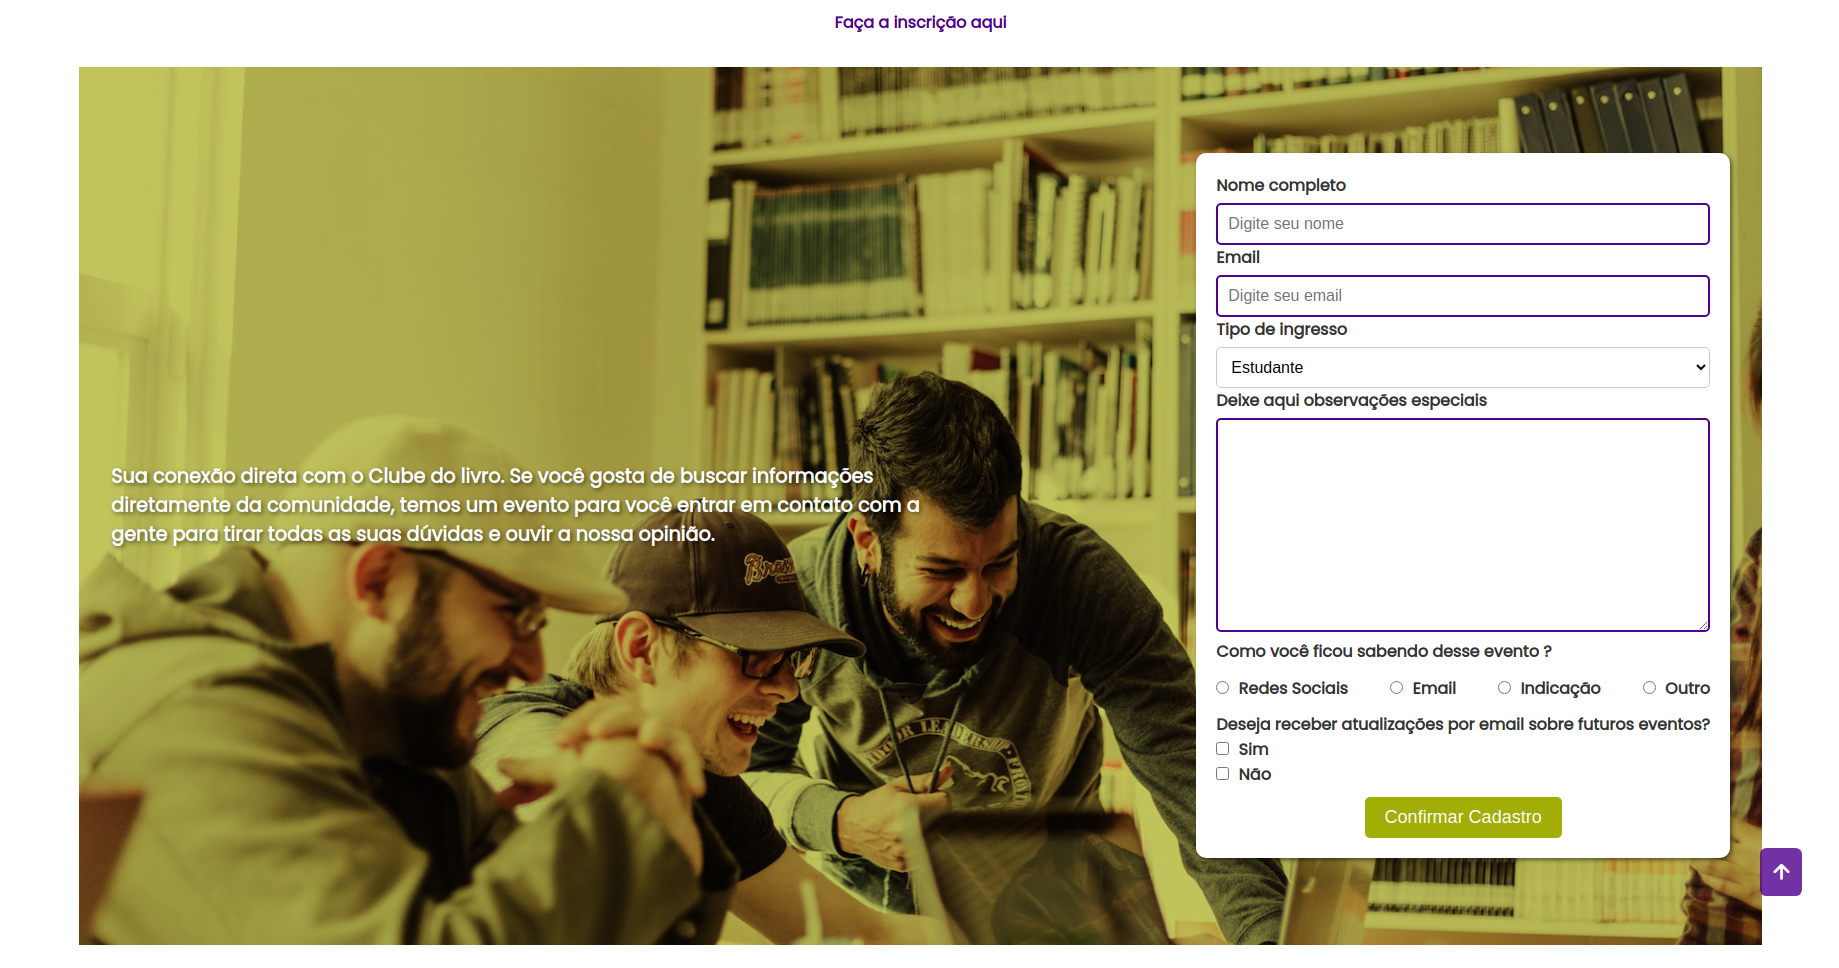 Faça a inscrição aqui
Sua conexão direta com o Clube do livro. Se você gosta de buscar informações
diretamente da comunidade, temos um evento para você entrar em contato com a
gente para tirar todas as suas dúvidas e ouvir a nossa opinião.
Nome completo
Digite seu nome
Email
Digite seu email
Tipo de ingresso
Estudante
Deixe aqui observações especiais
Como você ficou sabendo desse evento ?
Redes Sociais Email Indicação Outro
Deseja receber atualizações por email sobre futuros eventos?
Sim
Não
Confirmar Cadastro